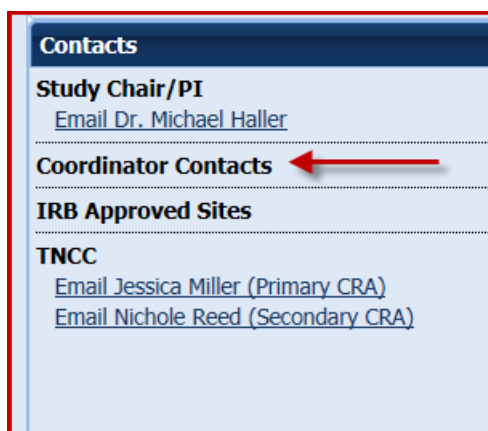 Contacts
Study Chair/PI
Email Dr. Michael Haller
Coordinator Contacts
IRB Approved Sites
TNCC
Email Jessica Miller (Primary CRA)
Email Nichole Reed (Secondary CRA)